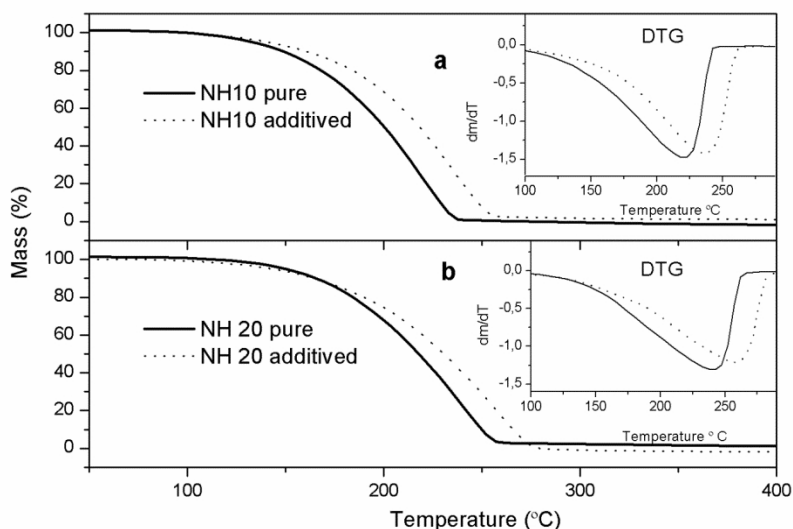 100
80
60
40
20
0
a
NH10 pure
NH10 additived
DTG
0,0
-0,5
-1,0
-1,5
dm/dT
100 150 200 250
Temperature °C
Mass (%)
100
80
60
40
20
0
b
NH 20 pure
NH 20 additived
DTG
0,0
-0,5
-1,0
-1,5
dm/dT
100 150 200 250
Temperature ° C
100 200 300 400
Temperature (°C)